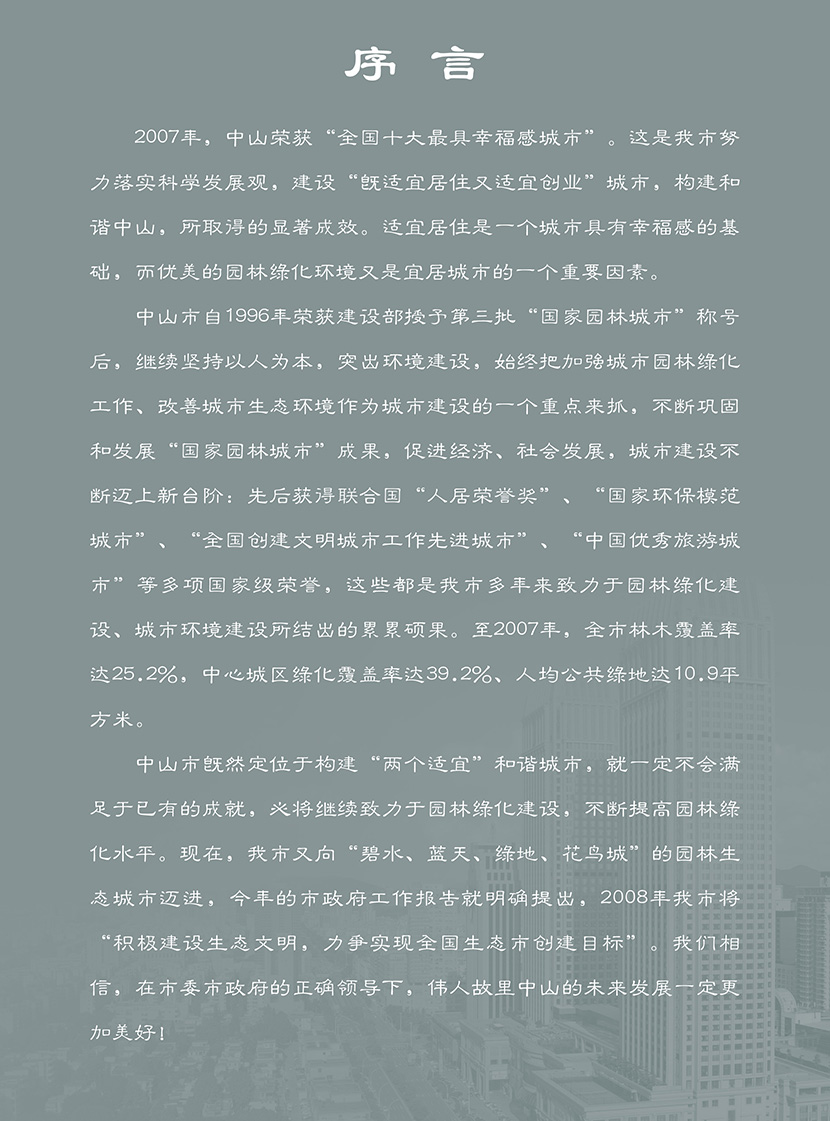 序 言
2007年，中山荣获“全国十大最具幸福感城市”。这是我市努
力落实科学发展观，建设“既适宜居住又适宜创业”城市，构建和
谐中山，所取得的显著成效。适宜居住是一个城市具有幸福感的基
础，而优美的园林绿化环境又是宜居城市的一个重要因素。
中山市自1996年荣获建设部授予第三批“国家园林城市”称号
后，继续坚持以人为本，突出环境建设，始终把加强城市园林绿化
工作、改善城市生态环境作为城市建设的一个重点来抓，不断巩固
和发展“国家园林城市”成果，促进经济、社会发展，城市建设不
断迈上新台阶：先后获得联合国“人居荣誉奖”、“国家环保模范
城市”、“全国创建文明城市工作先进城市”、“中国优秀旅游城
市”等多项国家级荣誉，这些都是我市多年来致力于园林绿化建
设、城市环境建设所结出的累累硕果。至2007年，全市林木覆盖率
达25.2%，中心城区绿化覆盖率达39.2%、人均公共绿地达10.9平
方米。
中山市既然定位于构建“两个适宜”和谐城市，就一定不会满
足于已有的成就，必将继续致力于园林绿化建设，不断提高园林绿
化水平。现在，我市又向“碧水、蓝天、绿地、花鸟城”的园林生
态城市迈进，今年的市政府工作报告就明确提出，2008年我市将
“积极建设生态文明，力争实现全国生态市创建目标”。我们相
信，在市委市政府的正确领导下，伟人故里中山的未来发展一定更
加美好！